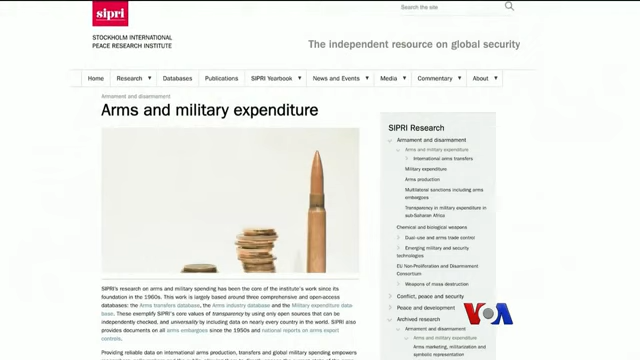 sipri
Search the site
STOCKHOLM INTERNATIONAL
PEACE RESEARCH INSTITUTE
The independent resource on global security
Home Research Databases Publications SIPRI Yearbook News and Events Media Commentary About
Armament and disarmament
Arms and military expenditure
SIPRI's research on arms and military spending has been the core of the institute's work since its
foundation in the 1960s. This work is largely based around three comprehensive and open-access
databases: the Arms transfers database, the Arms industry database and the Military expenditure data-
base. These exemplify SIPRI's core values of transparency by using only open sources that can be
independently checked, and universality by including data on nearly every country in the world. SIPRI also
provides documents on all arms embargoes since the 1950s and national reports on arms export
controls.
Providing reliable data on international arms production, transfers and global military spending empowers
SIPRI Research
Armament and disarmament
Arms and military expenditure
International arms transfers
Military expenditure
Arms production
Multilateral sanctions including arms
embargoes
Transparency in military expenditure in
sub-Saharan Africa
Chemical and biological weapons
Dual-use and arms trade control
Emerging military and security
technologies
EU Non-Proliferation and Disarmament
Consortium
Weapons of mass destruction
Conflict, peace and security
Peace and development
Archived research
Armament and disarmament
Arms and military expenditure
Arms marketing, militarization and
symbolic representation
VOA